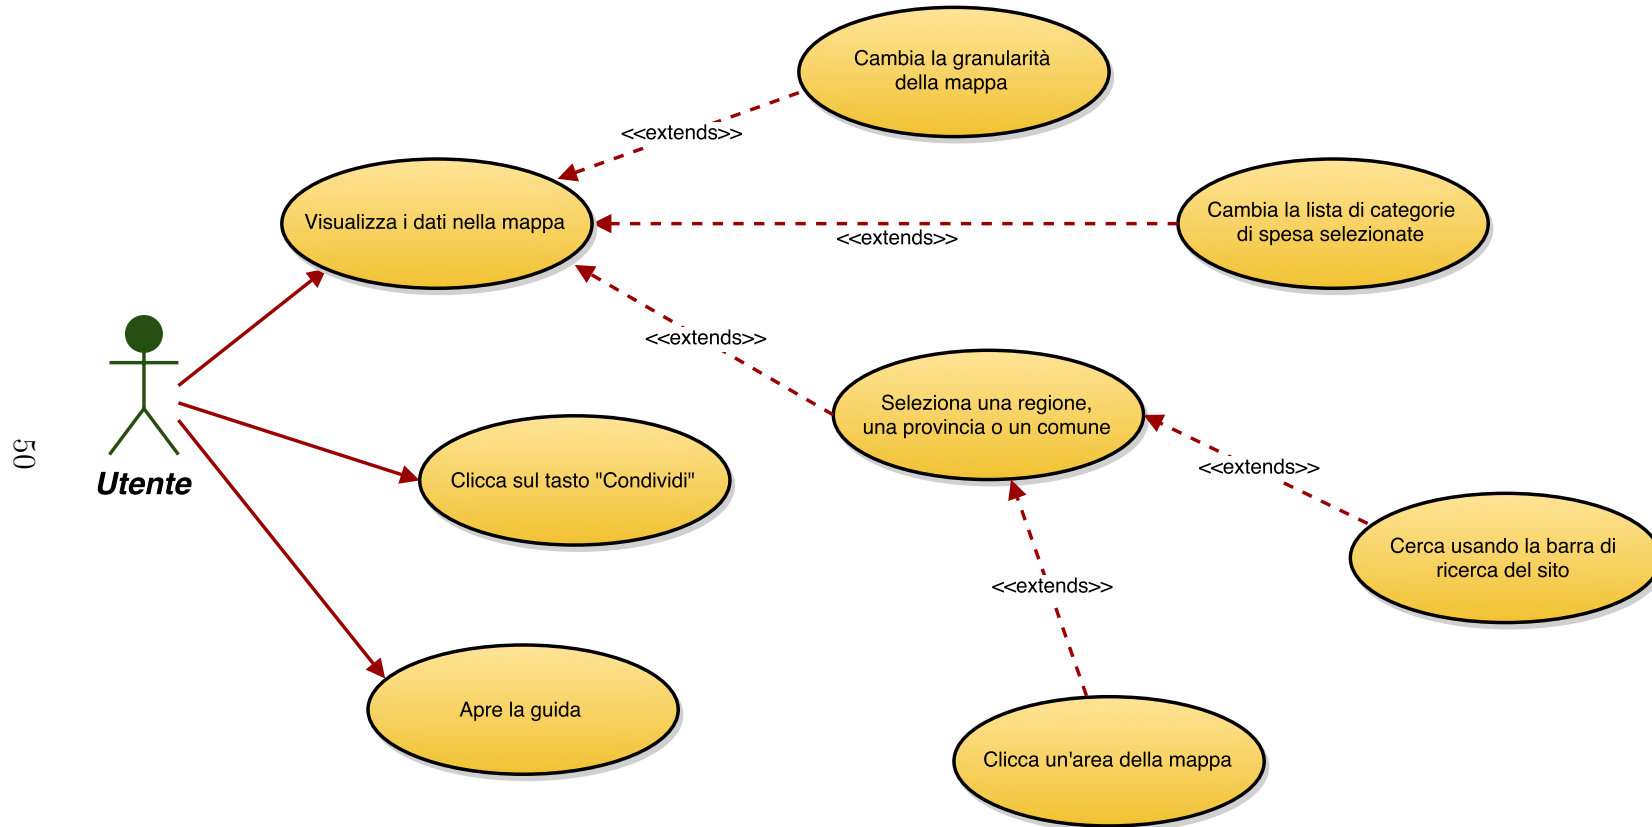 Cambia la granularità
della mappa
<<extends>>
Visualizza i dati nella mappa
Cambia la lista di categorie
di spesa selezionate
<<extends>>
<<extends>>
Seleziona una regione,
una provincia o un comune
<<extends>>
Utente
Clicca sul tasto "Condividi"
Cerca usando la barra di
ricerca del sito
<<extends>>
Apre la guida
Clicca un'area della mappa
50